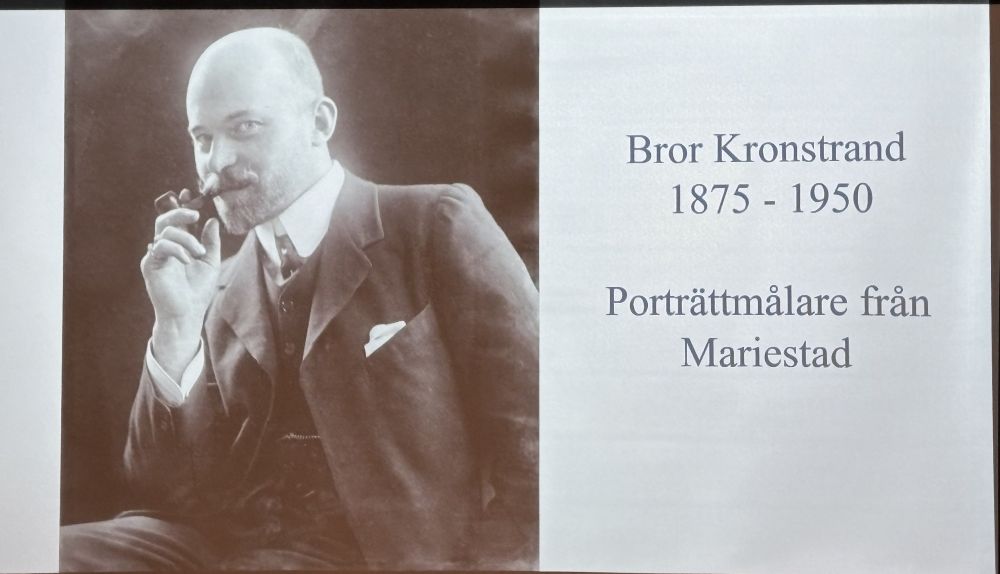 Bror Kronstrand
1875 - 1950
Porträttmålare från
Mariestad